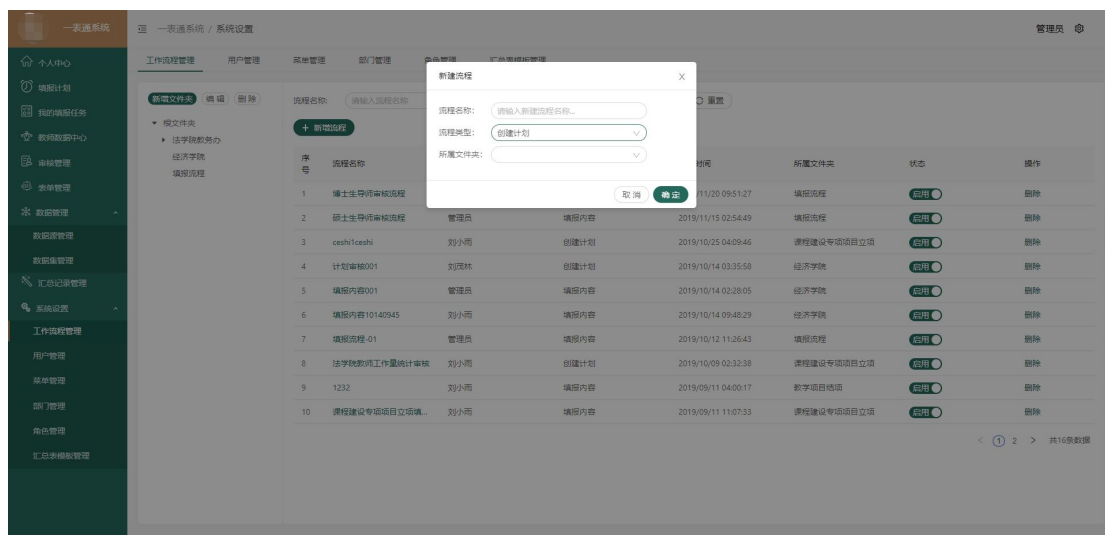 一表通系统
一表通系统 / 系统设置
管理员
个人中心
填报计划
我的填报任务
教师数据中心
审核管理
表单管理
数据管理
数据源管理
数据集管理
汇总记录管理
系统设置
工作流程管理
用户管理
菜单管理
部门管理
角色管理
汇总表模板管理
工作流程管理 用户管理 菜单管理 部门管理 角色管理 汇总表模板管理
新增文件夹 编辑 删除
根文件夹
法学院教务办
经济学院
填报流程
流程名称: 请输入流程名称 重置
+ 新增流程
新建流程 X
流程名称: 请输入新建流程名称...
流程类型: 创建计划
所属文件夹:
取消 确定
序号 流程名称 时间 所属文件夹 状态 操作
1 博士生导师审核流程 /11/20 09:51:27 填报流程 启用 删除
2 硕士生导师审核流程 管理员 填报内容 2019/11/15 02:54:49 填报流程 启用 删除
3 ceshi1ceshi 刘小雨 创建计划 2019/10/25 04:09:46 课程建设专项项目立项 启用 删除
4 计划审核001 刘茂林 创建计划 2019/10/14 03:35:58 经济学院 启用 删除
5 填报内容001 管理员 填报内容 2019/10/14 02:28:05 经济学院 启用 删除
6 填报内容10140945 刘小雨 填报内容 2019/10/14 09:48:29 经济学院 启用 删除
7 填报流程-01 管理员 填报内容 2019/10/12 11:26:43 填报流程 启用 删除
8 法学院教师工作量统计审核 刘小雨 创建计划 2019/10/09 02:32:38 课程建设专项项目立项 启用 删除
9 1232 刘小雨 填报内容 2019/09/11 04:00:17 教学项目结项 启用 删除
10 课程建设专项项目立项填... 刘小雨 填报内容 2019/09/11 11:07:33 课程建设专项项目立项 启用 删除
< 1 2 > 共16条数据